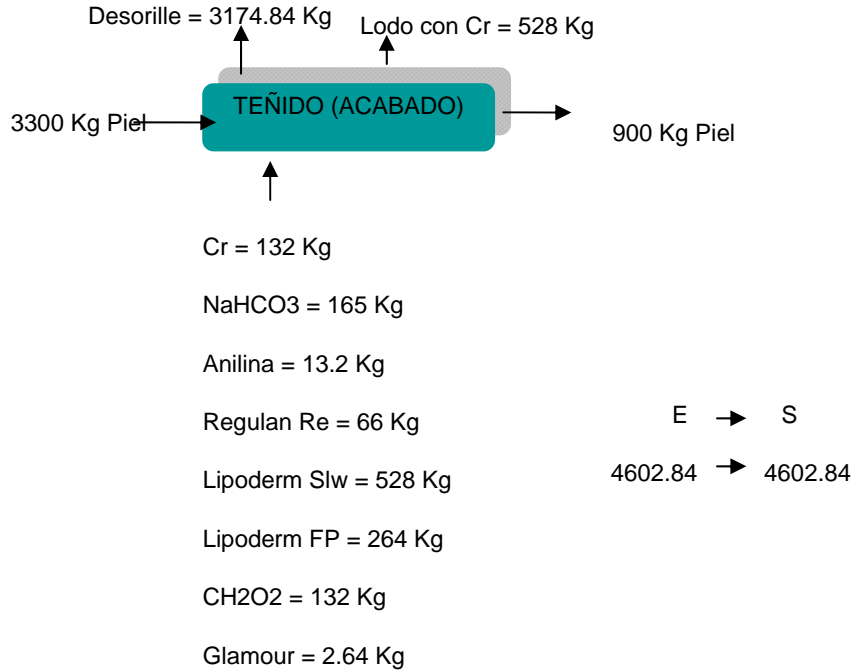 Desorille = 3174.84 Kg
Lodo con Cr = 528 Kg
TEÑIDO (ACABADO)
3300 Kg Piel
900 Kg Piel
Cr = 132 Kg
NaHCO3 = 165 Kg
Anilina = 13.2 Kg
Regulan Re = 66 Kg
Lipoderm Slw = 528 Kg
Lipoderm FP = 264 Kg
CH2O2 = 132 Kg
Glamour = 2.64 Kg
E S
4602.84 4602.84